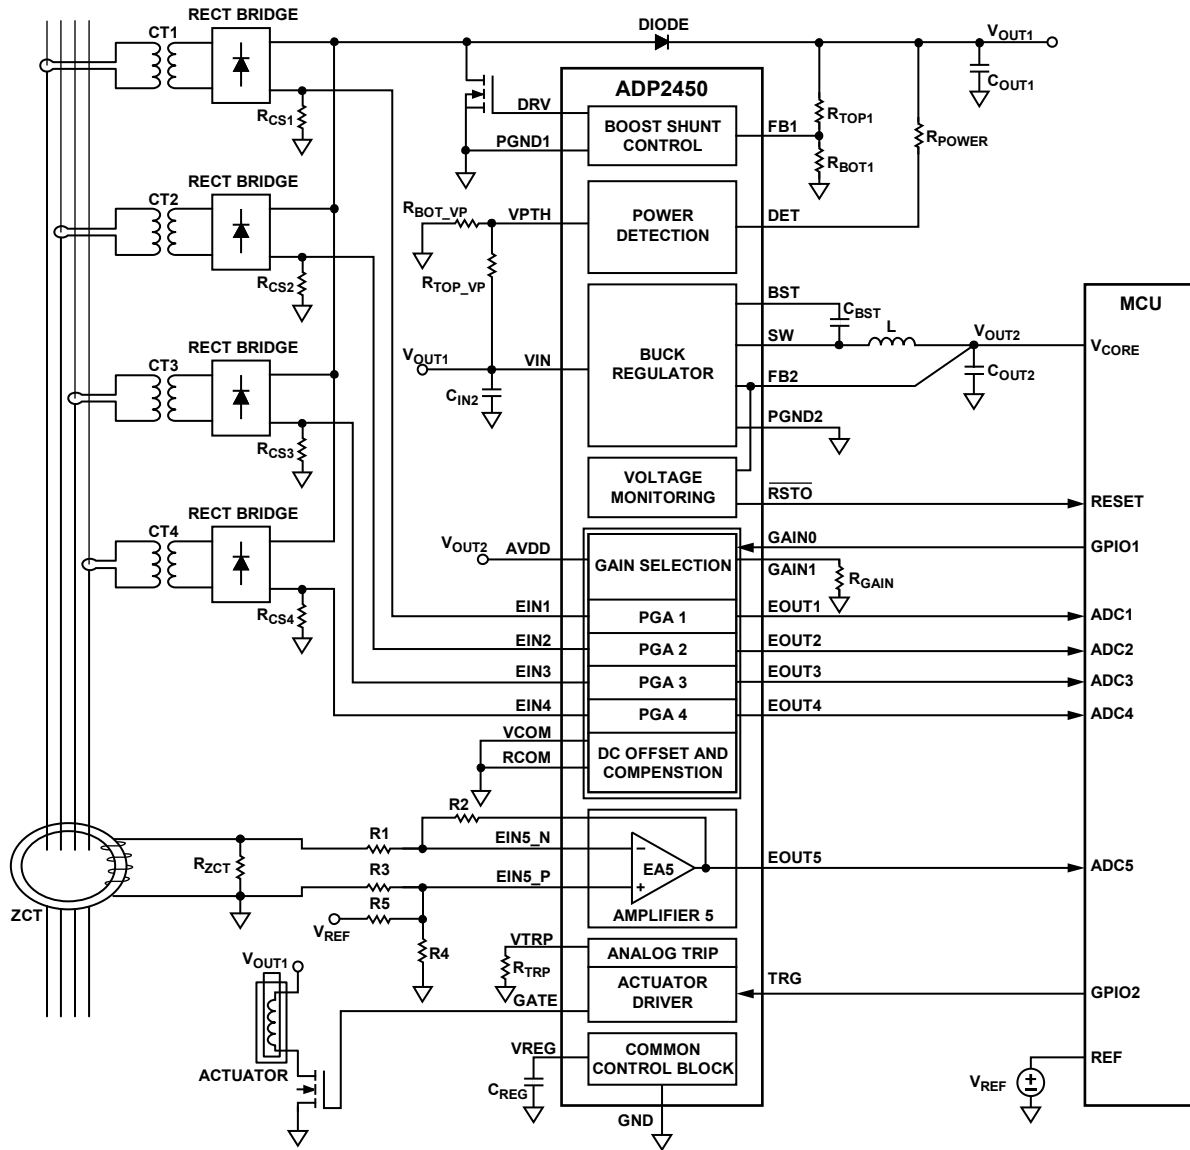 RECT BRIDGE
CT1
DIODE
VOUT1
COUT1
RCS1
ADP2450
DRV
BOOST SHUNT
CONTROL
PGND1
FB1
RTOP1
RBOT1
RPOWER
RECT BRIDGE
CT2
RCS2
RBOT_VP
VPTH
POWER
DETECTION
DET
RTOP_VP
BST
CBST
MCU
SW
L
VOUT2
VCORE
VOUT1
VIN
BUCK
REGULATOR
FB2
COUT2
CIN2
PGND2
RECT BRIDGE
CT3
RCS3
VOLTAGE
MONITORING
RSTO
RESET
RECT BRIDGE
CT4
RCS4
VOUT2
AVDD
GAIN SELECTION
GAIN0
GPIO1
GAIN1
RGAIN
EIN1
PGA 1
EOUT1
ADC1
EIN2
PGA 2
EOUT2
ADC2
EIN3
PGA 3
EOUT3
ADC3
EIN4
PGA 4
EOUT4
ADC4
VCOM
RCOM
DC OFFSET AND
COMPENSTION
ZCT
RZCT
R1
R2
EIN5_N
R3
EIN5_P
R5
VREF
R4
−
+
EA5
AMPLIFIER 5
EOUT5
ADC5
VTRP
RTRP
ANALOG TRIP
ACTUATOR
DRIVER
TRG
GPIO2
GATE
VOUT1
ACTUATOR
VREG
CREG
COMMON
CONTROL BLOCK
GND
REF
VREF
±